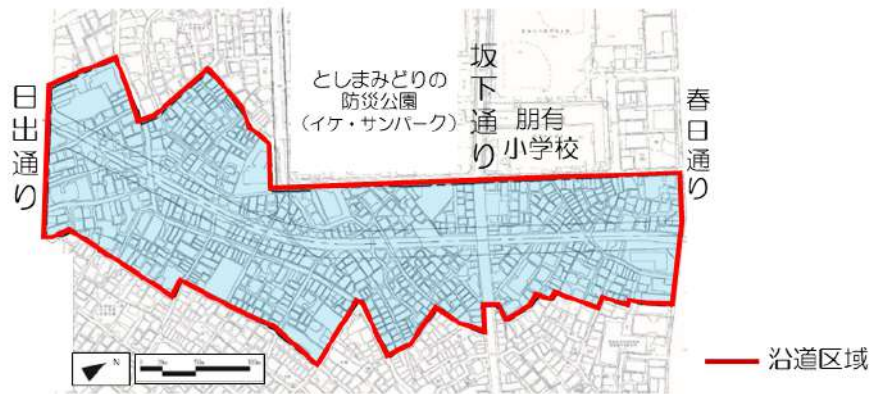 日出通り
としまみどりの
防災公園
(イケ・サンパーク)
坂下通り
朋有
小学校
春日通り
N
沿道区域